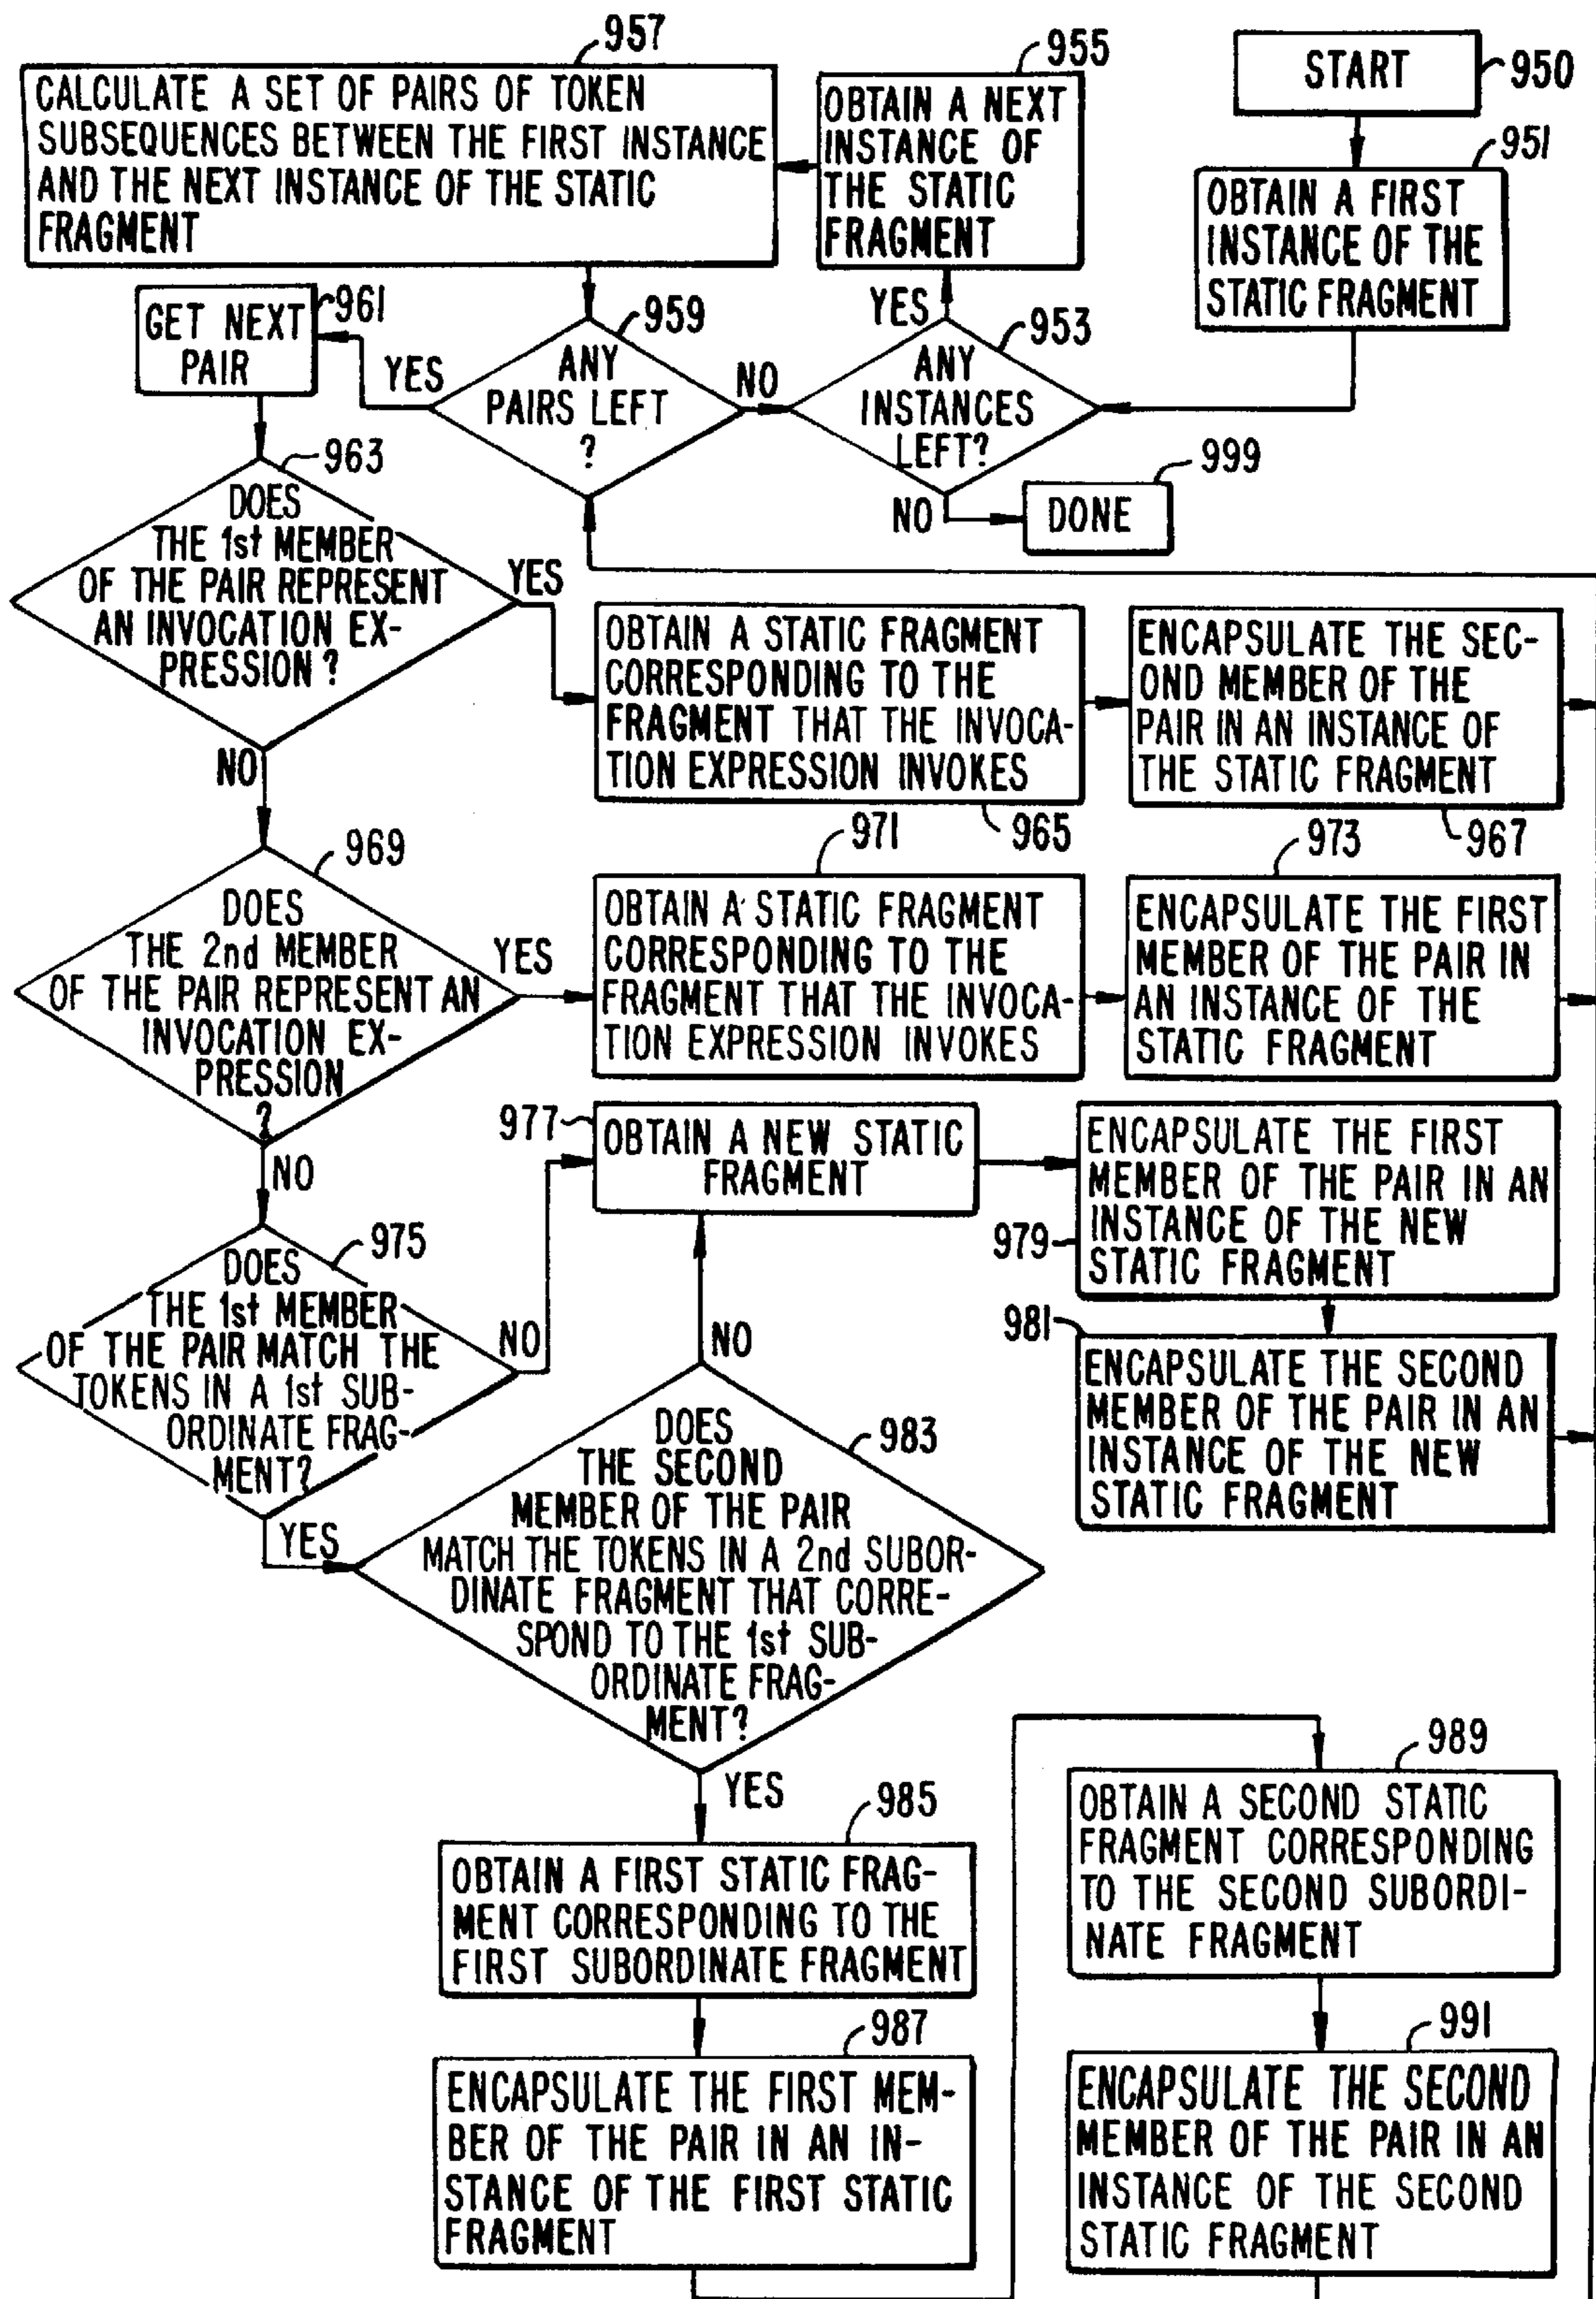 957
CALCULATE A SET OF PAIRS OF TOKEN
SUBSEQUENCES BETWEEN THE FIRST INSTANCE
AND THE NEXT INSTANCE OF THE STATIC
FRAGMENT
955
OBTAIN A NEXT
INSTANCE OF
THE STATIC
FRAGMENT
START
950
951
OBTAIN A FIRST
INSTANCE OF THE
STATIC FRAGMENT
GET NEXT
PAIR
961
YES
959
ANY
PAIRS LEFT
?
NO
YES
953
ANY
INSTANCES
LEFT?
NO
999
DONE
963
DOES
THE 1st MEMBER
OF THE PAIR REPRESENT
AN INVOCATION EX-
PRESSION?
YES
NO
OBTAIN A STATIC FRAGMENT
CORRESPONDING TO THE
FRAGMENT THAT THE INVOCA-
TION EXPRESSION INVOKES
965
ENCAPSULATE THE SEC-
OND MEMBER OF THE
PAIR IN AN INSTANCE OF
THE STATIC FRAGMENT
967
969
DOES
THE 2nd MEMBER
OF THE PAIR REPRESENT AN
INVOCATION EX-
PRESSION
?
YES
NO
971
OBTAIN A STATIC FRAGMENT
CORRESPONDING TO THE
FRAGMENT THAT THE INVOCA-
TION EXPRESSION INVOKES
973
ENCAPSULATE THE FIRST
MEMBER OF THE PAIR IN
AN INSTANCE OF THE
STATIC FRAGMENT
975
DOES
THE 1st MEMBER
OF THE PAIR MATCH THE
TOKENS IN A 1st SUB-
ORDINATE FRAG-
MENT?
NO
YES
977
OBTAIN A NEW STATIC
FRAGMENT
979
ENCAPSULATE THE FIRST
MEMBER OF THE PAIR IN AN
INSTANCE OF THE NEW
STATIC FRAGMENT
981
ENCAPSULATE THE SECOND
MEMBER OF THE PAIR IN AN
INSTANCE OF THE NEW
STATIC FRAGMENT
NO
983
DOES
THE SECOND
MEMBER OF THE PAIR
MATCH THE TOKENS IN A 2nd SUBOR-
DINATE FRAGMENT THAT CORRE-
SPOND TO THE 1st SUB-
ORDINATE FRAG-
MENT?
YES
985
OBTAIN A FIRST STATIC FRAG-
MENT CORRESPONDING TO THE
FIRST SUBORDINATE FRAGMENT
987
ENCAPSULATE THE FIRST MEM-
BER OF THE PAIR IN AN IN-
STANCE OF THE FIRST STATIC
FRAGMENT
989
OBTAIN A SECOND STATIC
FRAGMENT CORRESPONDING
TO THE SECOND SUBORDI-
NATE FRAGMENT
991
ENCAPSULATE THE SECOND
MEMBER OF THE PAIR IN AN
INSTANCE OF THE SECOND
STATIC FRAGMENT